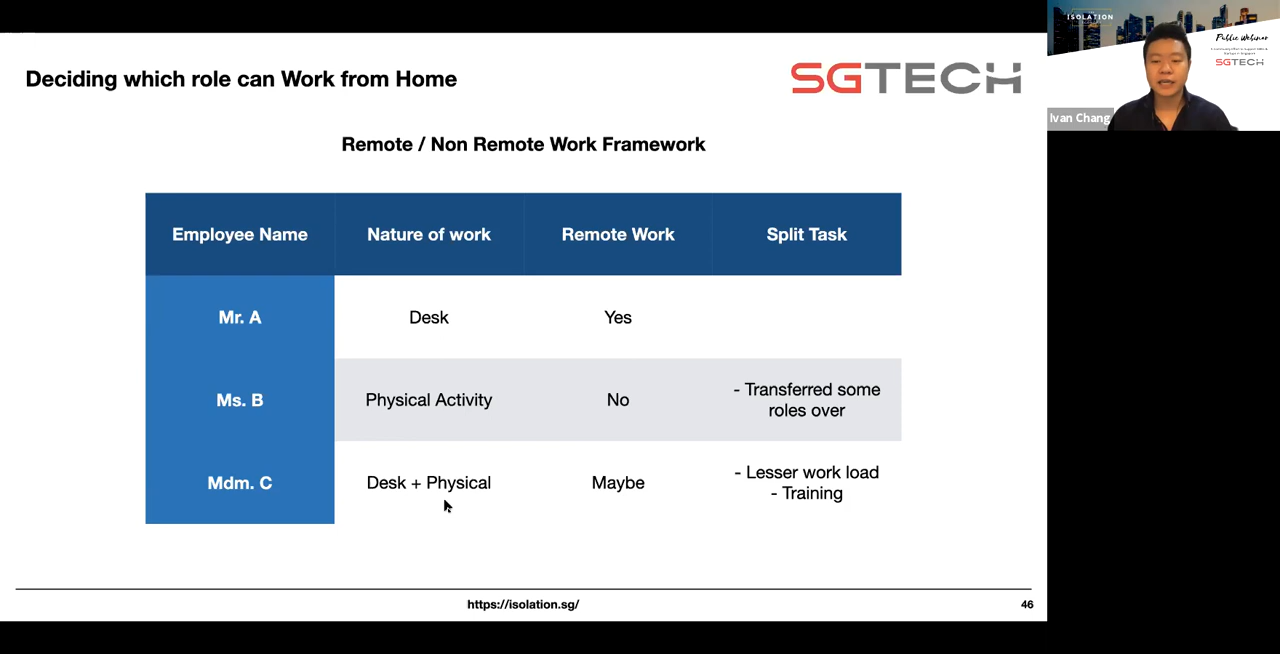 Deciding which role can Work from Home
SGTECH
Remote / Non Remote Work Framework
Employee Name Nature of work Remote Work Split Task
Mr. A Desk Yes
Ms. B Physical Activity No - Transferred some
roles over
Mdm. C Desk + Physical Maybe - Lesser work load
- Training
https://isolation.sg/
46
ISOLATION
Public Webinar
SGTECH
Ivan Chang